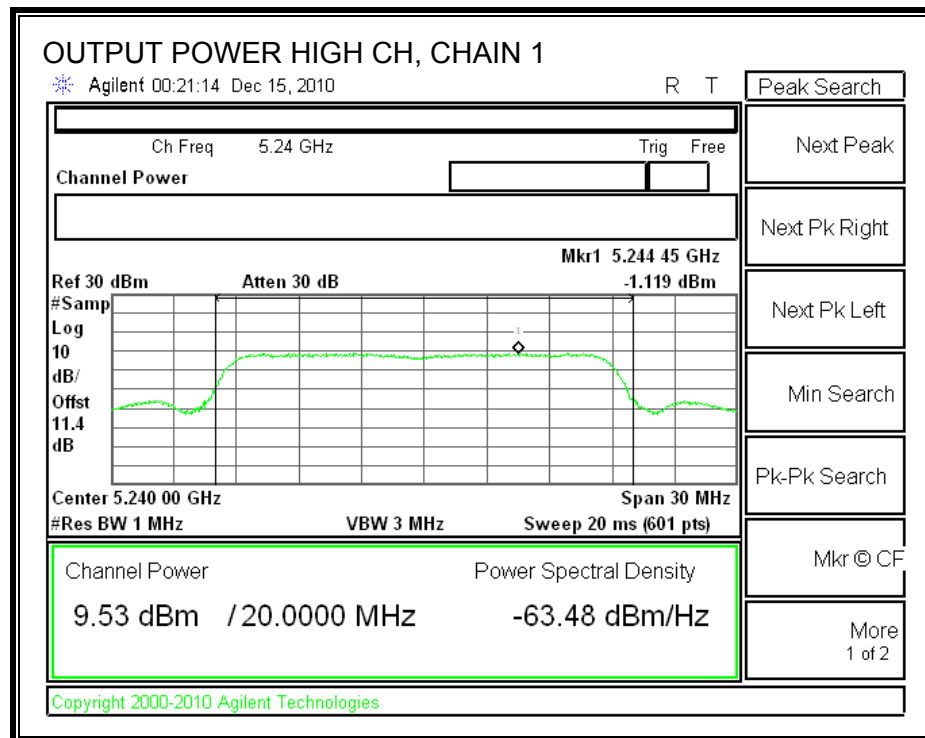 OUTPUT POWER HIGH CH, CHAIN 1
Agilent 00:21:14 Dec 15, 2010 R T
Peak Search
Ch Freq 5.24 GHz Trig Free
Channel Power
Next Peak
Next Pk Right
Mkr1 5.244 45 GHz
Ref 30 dBm Atten 30 dB -1.119 dBm
#Samp
Log
10
dB/
Offst
11.4
dB
1
Next Pk Left
Min Search
Pk-Pk Search
Center 5.240 00 GHz Span 30 MHz
#Res BW 1 MHz VBW 3 MHz Sweep 20 ms (601 pts)
Channel Power Power Spectral Density
9.53 dBm / 20.0000 MHz -63.48 dBm/Hz
Mkr © CF
More
1 of 2
Copyright 2000-2010 Agilent Technologies